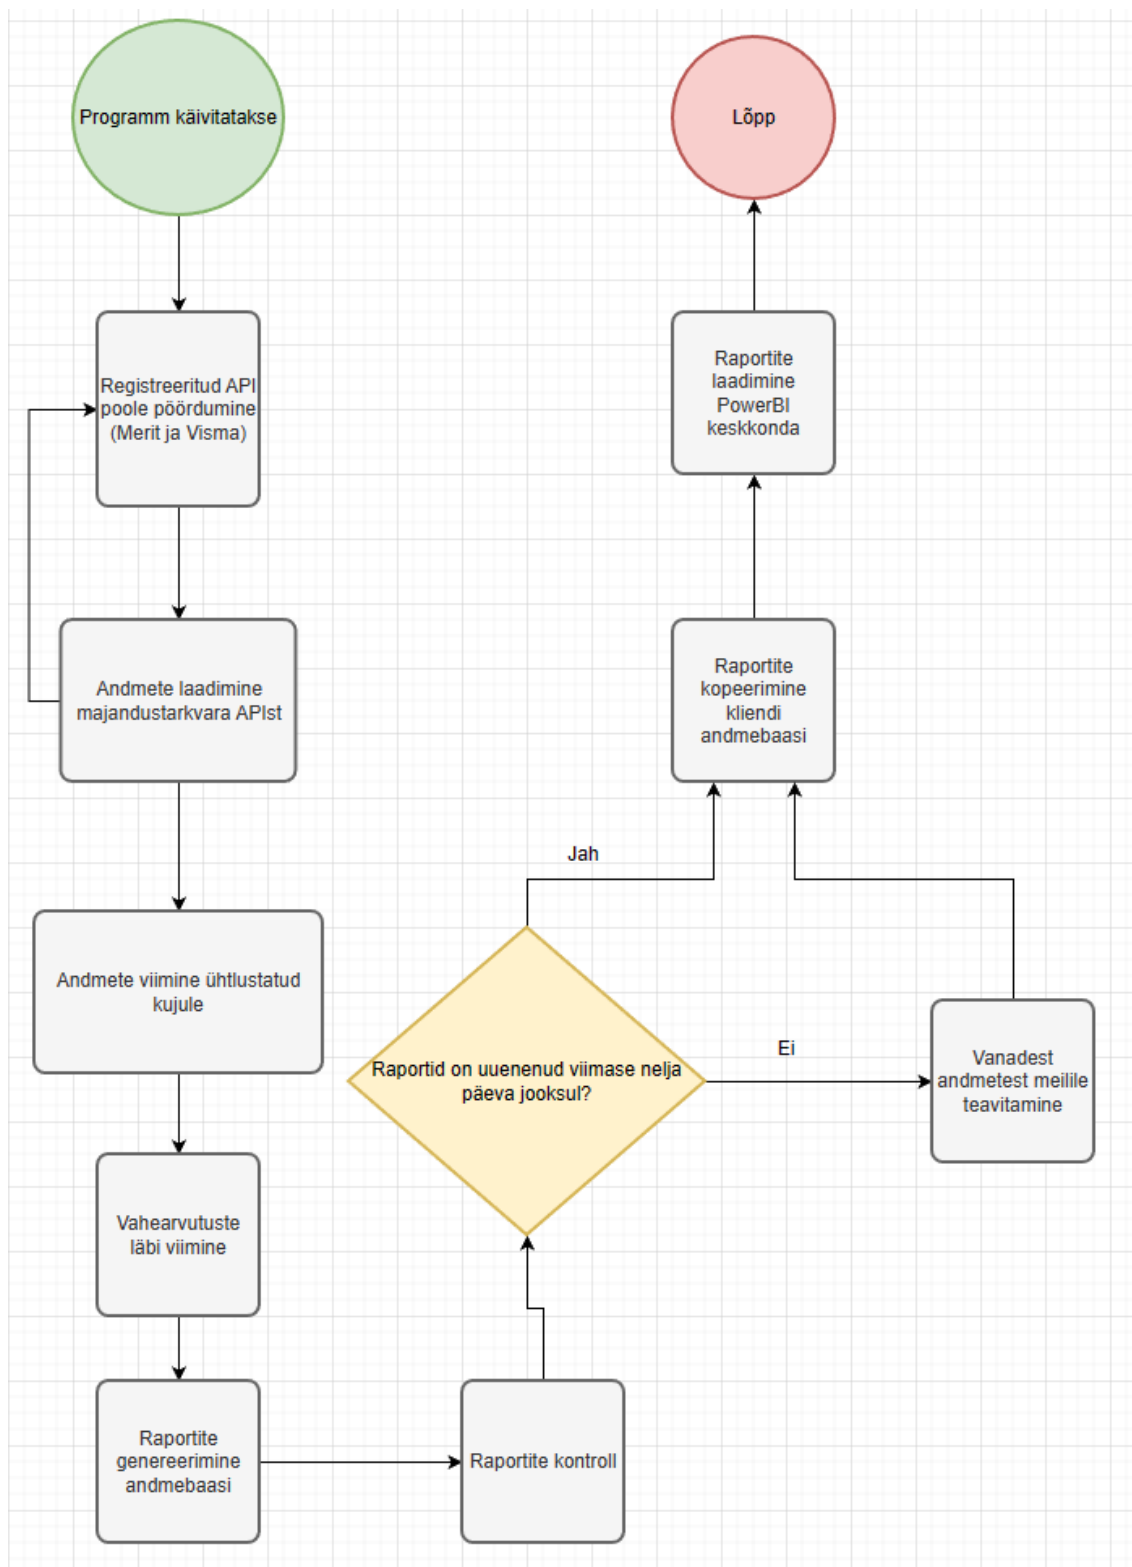 Programm käivitatakse
Registreeritud API
poole pöördumine
(Merit ja Visma)
Andmete laadimine
majandustarkvara APIst
Andmete viimine ühtlustatud
kujule
Vahearvutuste
läbi viimine
Raportite
genereerimine
andmebaasi
Raportite kontroll
Raportid on uuenenud viimase nelja
päeva jooksul?
Jah
Ei
Vanadest
andmetest meilile
teavitamine
Raportite
kopeerimine
kliendi
andmebaasi
Raportite
laadimine
PowerBI
keskkonda
Lõpp